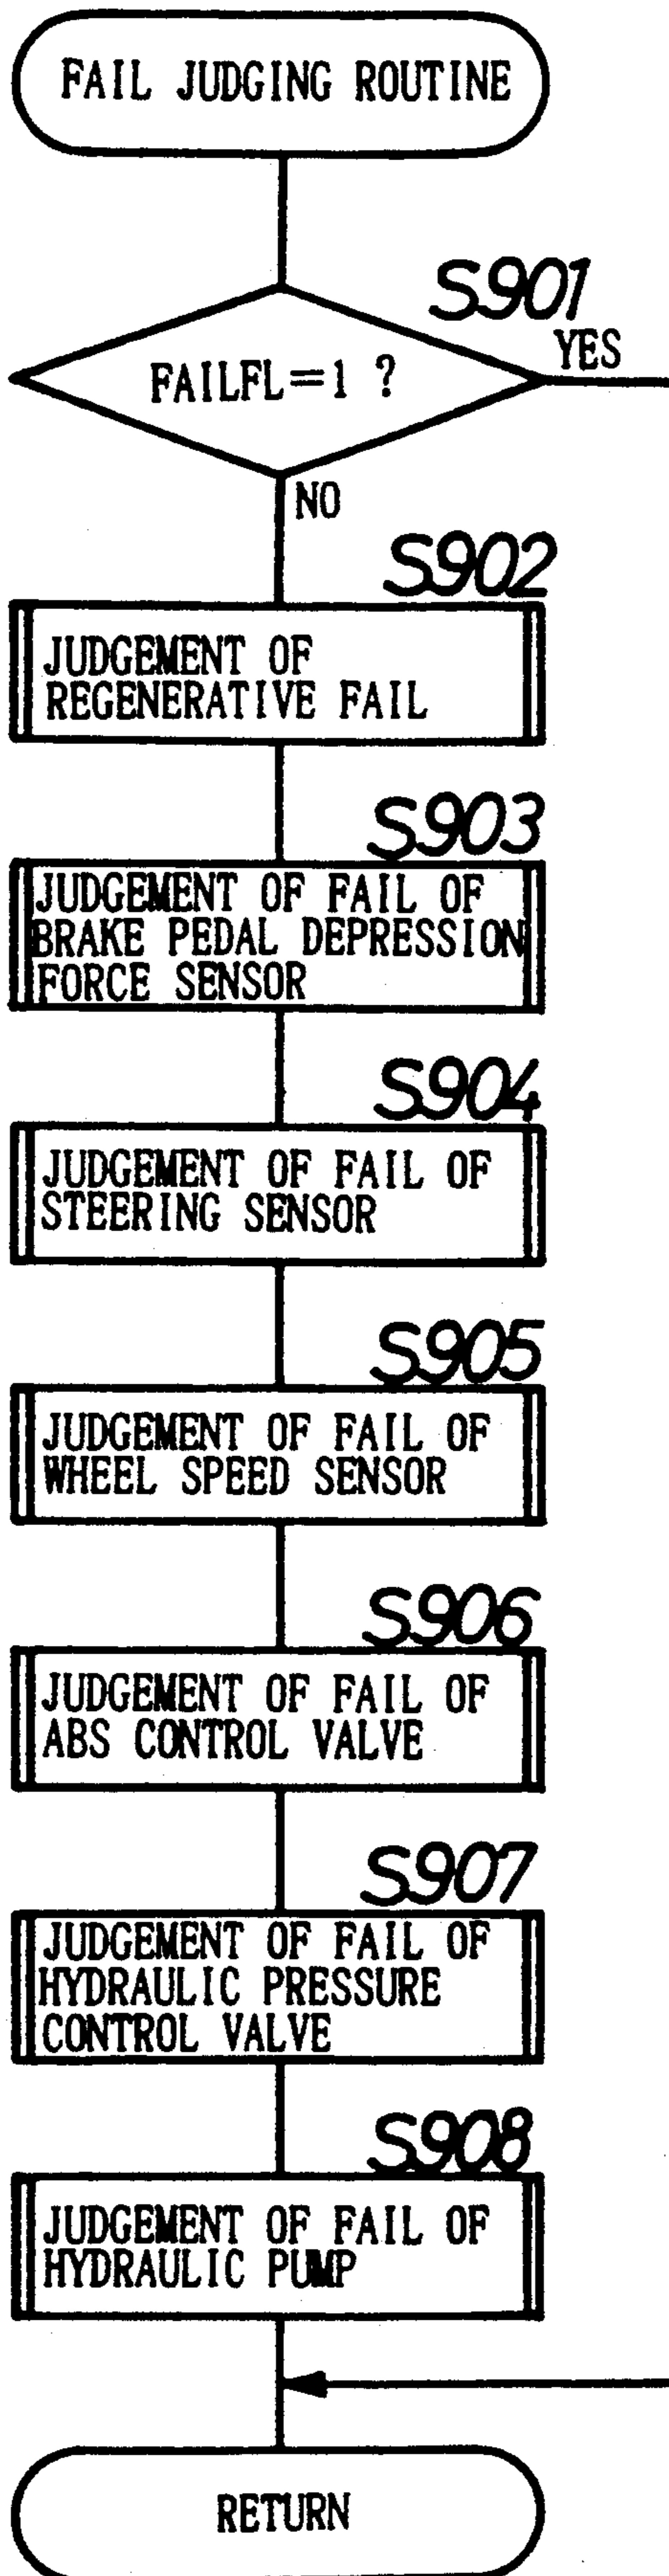 FAIL JUDGING ROUTINE
S901
YES
FAILFL=1 ?
NO
S902
JUDGEMENT OF
REGENERATIVE FAIL
S903
JUDGEMENT OF FAIL OF
BRAKE PEDAL DEPRESSION
FORCE SENSOR
S904
JUDGEMENT OF FAIL OF
STEERING SENSOR
S905
JUDGEMENT OF FAIL OF
WHEEL SPEED SENSOR
S906
JUDGEMENT OF FAIL OF
ABS CONTROL VALVE
S907
JUDGEMENT OF FAIL OF
HYDRAULIC PRESSURE
CONTROL VALVE
S908
JUDGEMENT OF FAIL OF
HYDRAULIC PUMP
RETURN